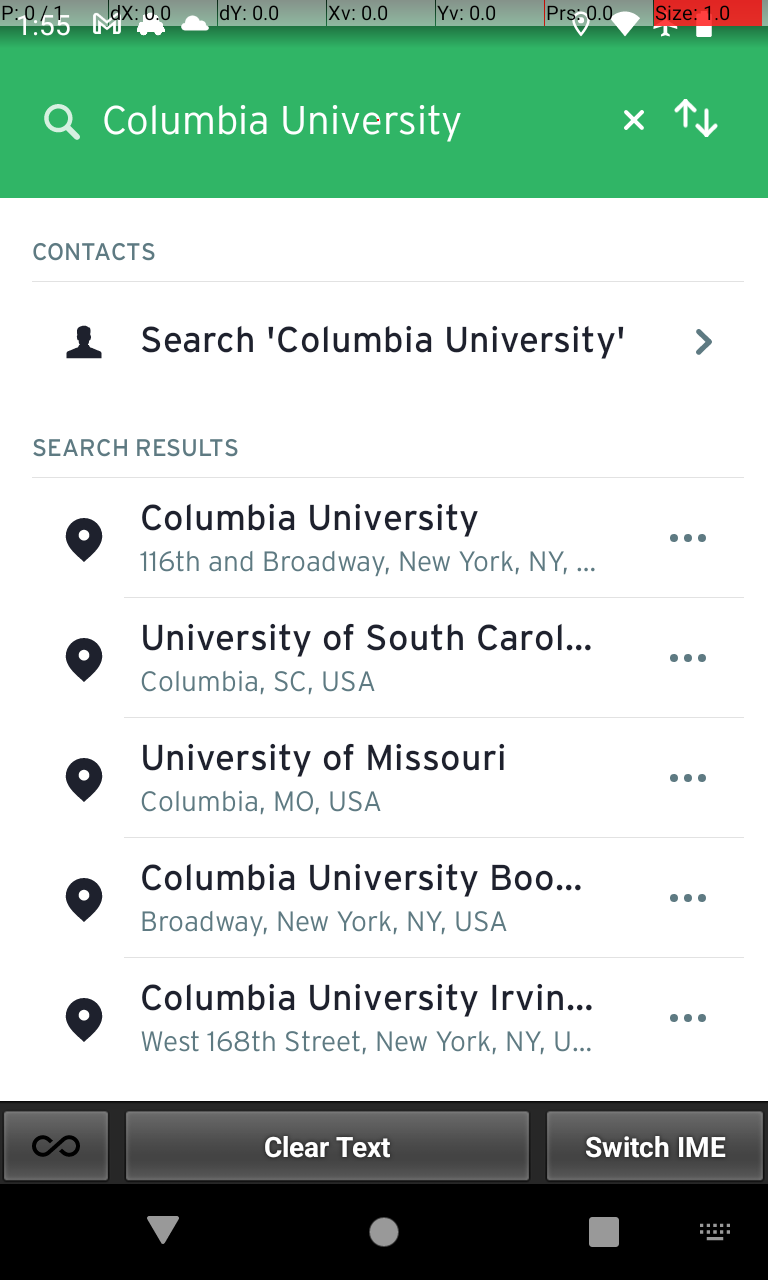 P: 0 / 1 dX: 0.0 dY: 0.0 Xv: 0.0 Yv: 0.0 Prs: 0.0 Size: 1.0
1:55
Columbia University
CONTACTS
Search 'Columbia University'
SEARCH RESULTS
Columbia University
116th and Broadway, New York, NY, ...
University of South Carol...
Columbia, SC, USA
University of Missouri
Columbia, MO, USA
Columbia University Boo...
Broadway, New York, NY, USA
Columbia University Irvin...
West 168th Street, New York, NY, U...
Clear Text Switch IME